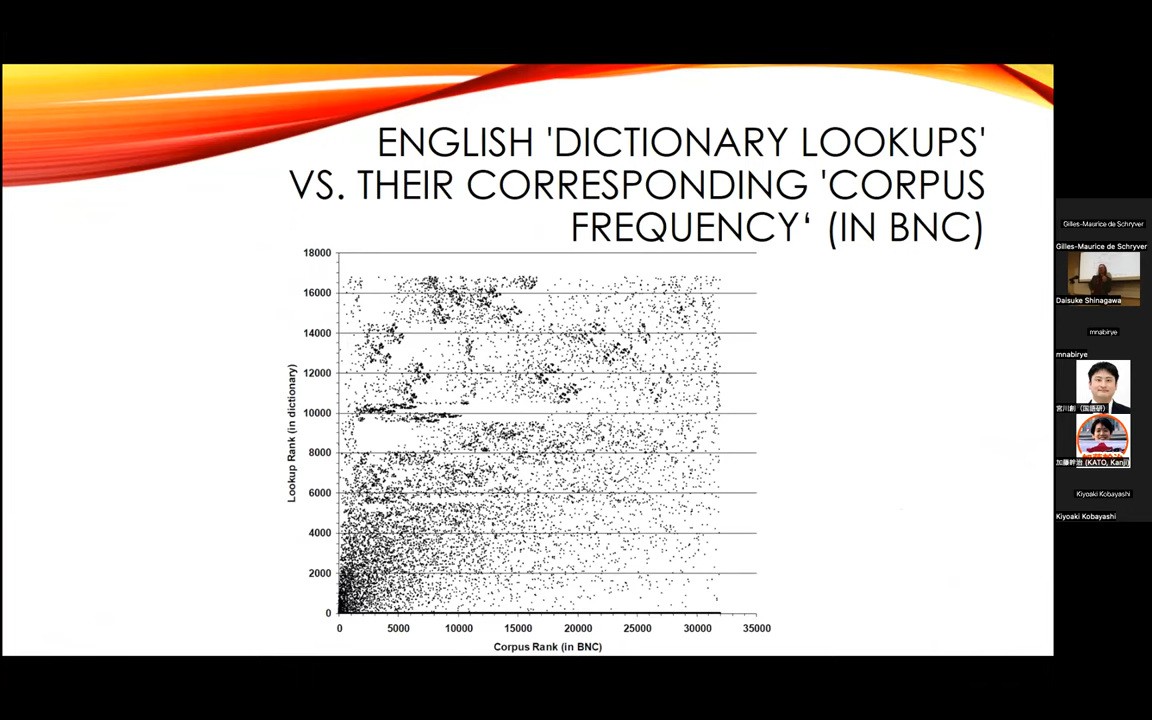 ENGLISH 'DICTIONARY LOOKUPS'
VS. THEIR CORRESPONDING 'CORPUS
FREQUENCY‘ (IN BNC)
18000
16000
14000
12000
10000
8000
6000
4000
2000
0
Lookup Rank (in dictionary)
0 5000 10000 15000 20000 25000 30000 35000
Corpus Rank (in BNC)
Gilles-Maurice de Schryver
Gilles-Maurice de Schryver
Daisuke Shinagawa
mnabirye
mnabirye
宮川創（国語研）
加藤幹治 (KATO, Kanji)
Kiyoaki Kobayashi
Kiyoaki Kobayashi